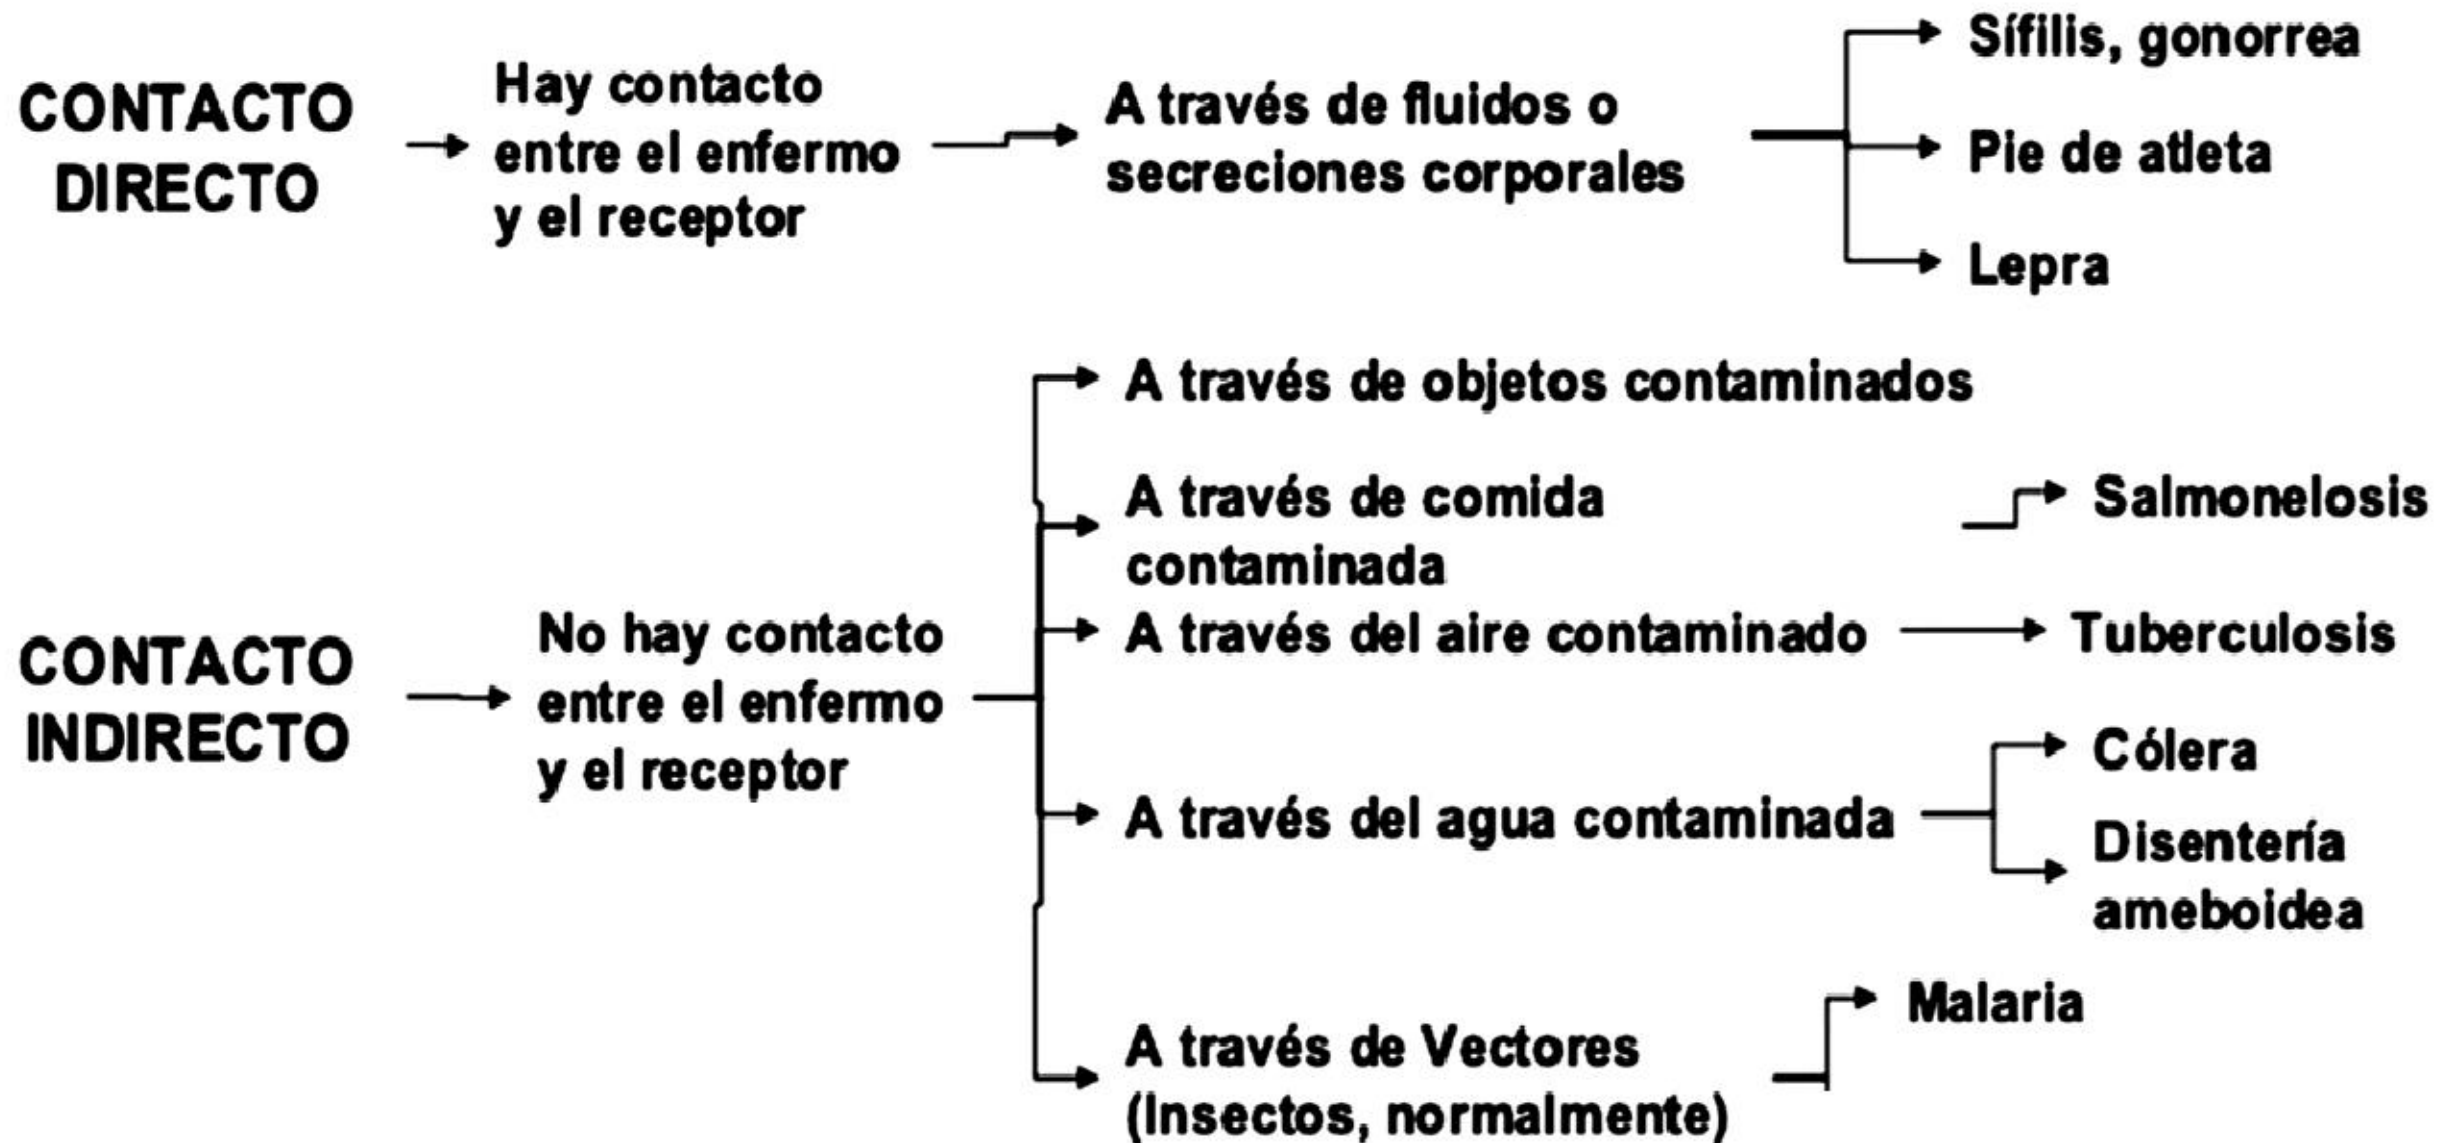 CONTACTO
DIRECTO
Hay contacto
entre el enfermo
y el receptor
A través de fluidos o
secreciones corporales
Sífilis, gonorrea
Pie de atleta
Lepra
CONTACTO
INDIRECTO
No hay contacto
entre el enfermo
y el receptor
A través de objetos contaminados
A través de comida
contaminada
Salmonelosis
A través del aire contaminado
Tuberculosis
A través del agua contaminada
Cólera
Disentería
ameboidea
A través de Vectores
(Insectos, normalmente)
Malaria